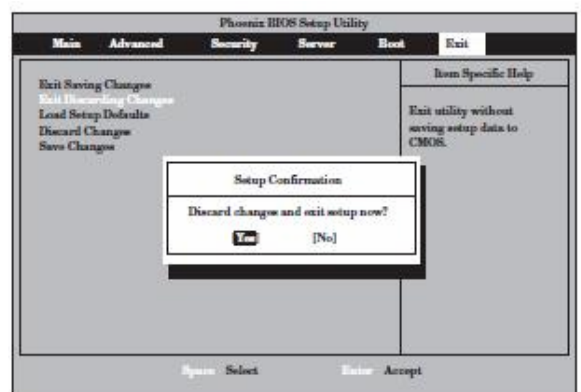 Phoenix BIOS Setup Utility
Main Advanced Security Server Boot Exit
Exit Saving Changes
Exit Discarding Changes
Load Setup Defaults
Discard Changes
Save Changes
Item Specific Help
Exit utility without
saving setup data to
CMOS.
Setup Confirmation
Discard changes and exit setup now?
[Yes] [No]
Space Select Enter Accept